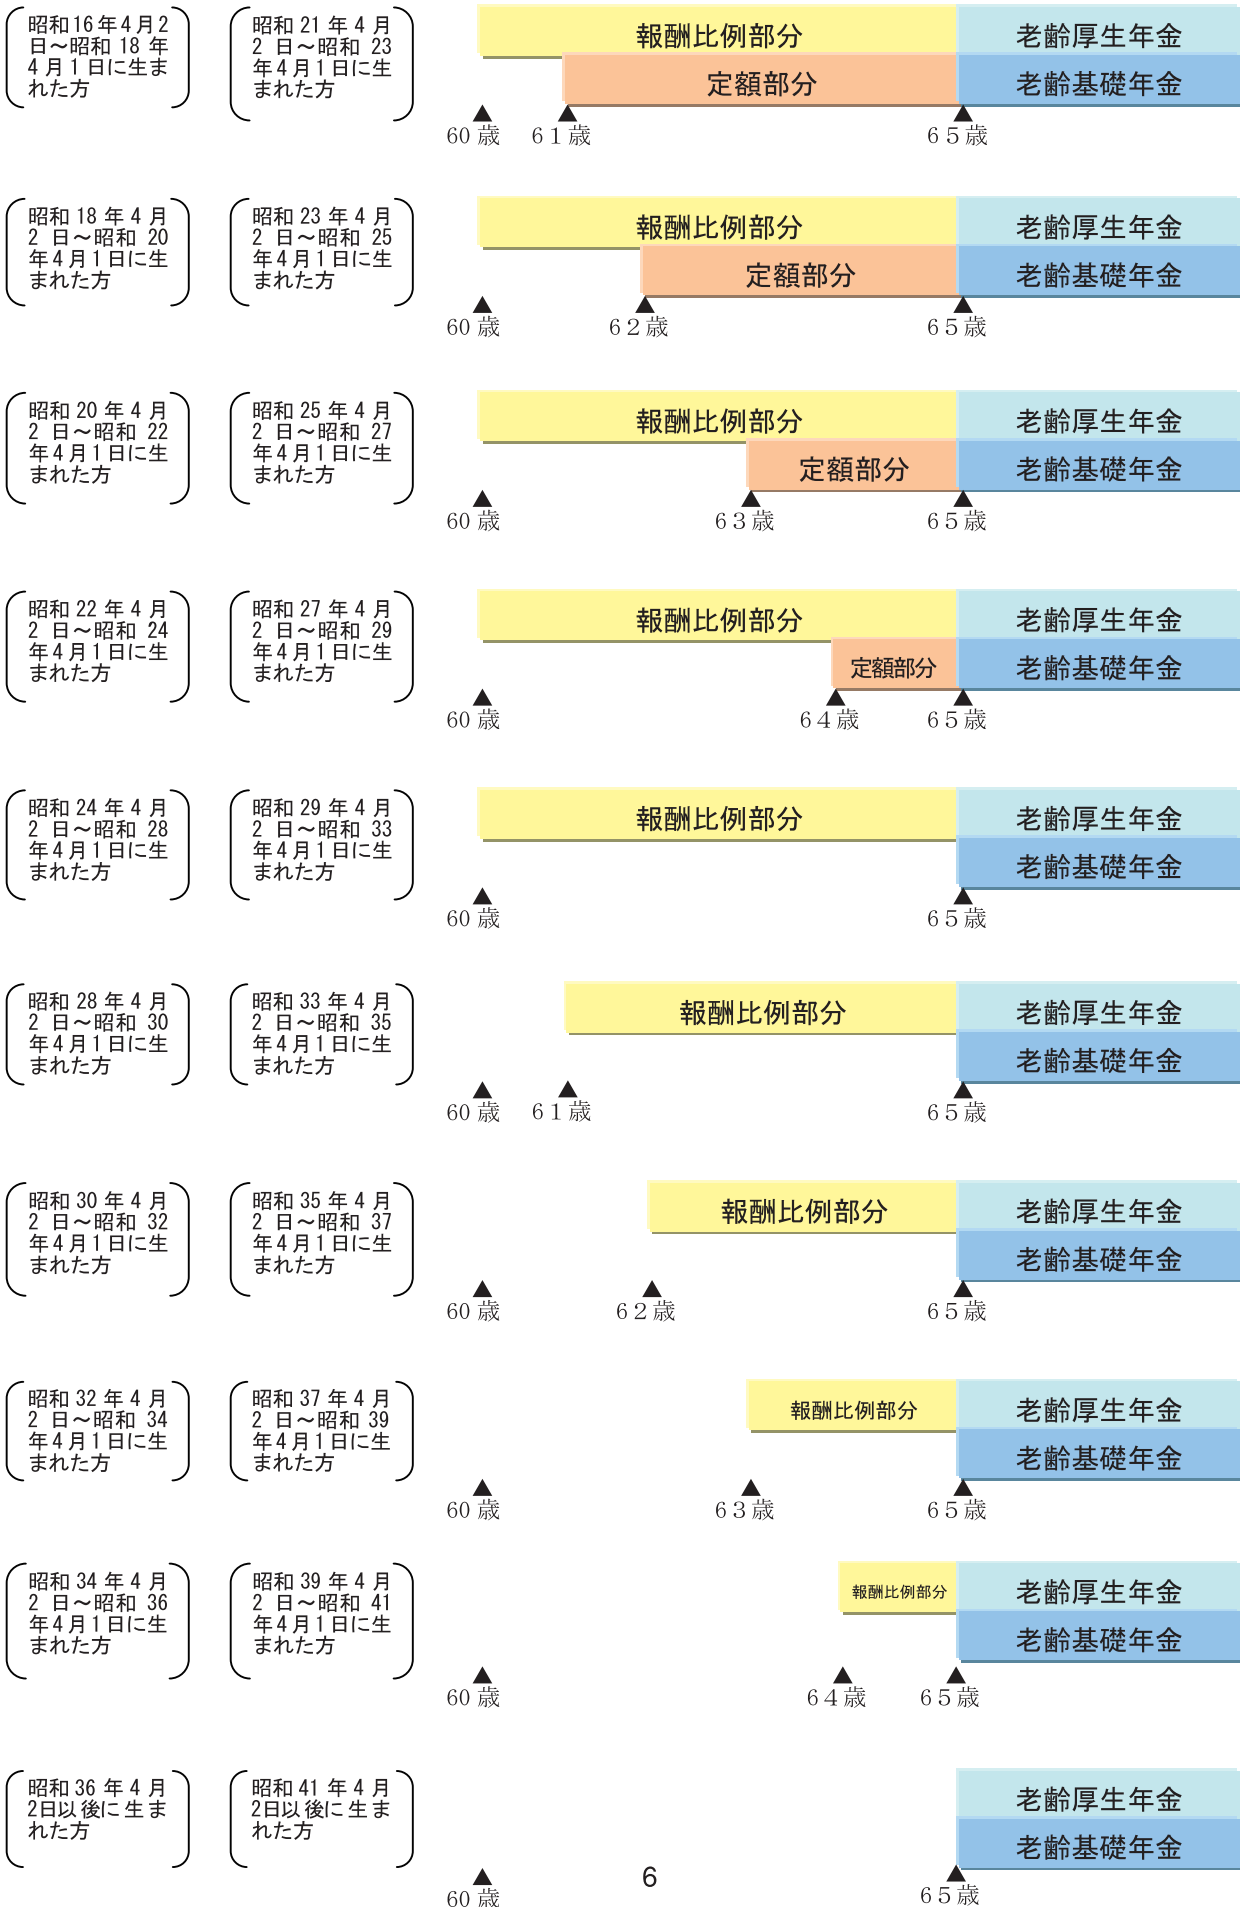 昭和16年4月2
日～昭和 18 年
4 月 1 日に生ま
れた方
昭和 21 年 4 月
2 日～昭和 23
年 4 月 1 日に生
まれた方
報酬比例部分
老齢厚生年金
定額部分
老齢基礎年金
60 歳
６１歳
６５歳
昭和 18 年 4 月
2 日～昭和 20
年 4 月 1 日に生
まれた方
昭和 23 年 4 月
2 日～昭和 25
年 4 月 1 日に生
まれた方
報酬比例部分
老齢厚生年金
定額部分
老齢基礎年金
60 歳
６２歳
６５歳
昭和 20 年 4 月
2 日～昭和 22
年 4 月 1 日に生
まれた方
昭和 25 年 4 月
2 日～昭和 27
年 4 月 1 日に生
まれた方
報酬比例部分
老齢厚生年金
定額部分
老齢基礎年金
60 歳
６３歳
６５歳
昭和 22 年 4 月
2 日～昭和 24
年 4 月 1 日に生
まれた方
昭和 27 年 4 月
2 日～昭和 29
年 4 月 1 日に生
まれた方
報酬比例部分
老齢厚生年金
定額部分
老齢基礎年金
60 歳
６４歳
６５歳
昭和 24 年 4 月
2 日～昭和 28
年 4 月 1 日に生
まれた方
昭和 29 年 4 月
2 日～昭和 33
年 4 月 1 日に生
まれた方
報酬比例部分
老齢厚生年金
老齢基礎年金
60 歳
６５歳
昭和 28 年 4 月
2 日～昭和 30
年 4 月 1 日に生
まれた方
昭和 33 年 4 月
2 日～昭和 35
年 4 月 1 日に生
まれた方
報酬比例部分
老齢厚生年金
老齢基礎年金
60 歳
６１歳
６５歳
昭和 30 年 4 月
2 日～昭和 32
年 4 月 1 日に生
まれた方
昭和 35 年 4 月
2 日～昭和 37
年 4 月 1 日に生
まれた方
報酬比例部分
老齢厚生年金
老齢基礎年金
60 歳
６２歳
６５歳
昭和 32 年 4 月
2 日～昭和 34
年 4 月 1 日に生
まれた方
昭和 37 年 4 月
2 日～昭和 39
年 4 月 1 日に生
まれた方
報酬比例部分
老齢厚生年金
老齢基礎年金
60 歳
６３歳
６５歳
昭和 34 年 4 月
2 日～昭和 36
年 4 月 1 日に生
まれた方
昭和 39 年 4 月
2 日～昭和 41
年 4 月 1 日に生
まれた方
報酬比例部分
老齢厚生年金
老齢基礎年金
60 歳
６４歳
６５歳
昭和 36 年 4 月
2日以後に生ま
れた方
昭和 41 年 4 月
2日以後に生ま
れた方
老齢厚生年金
老齢基礎年金
60 歳
６５歳
6